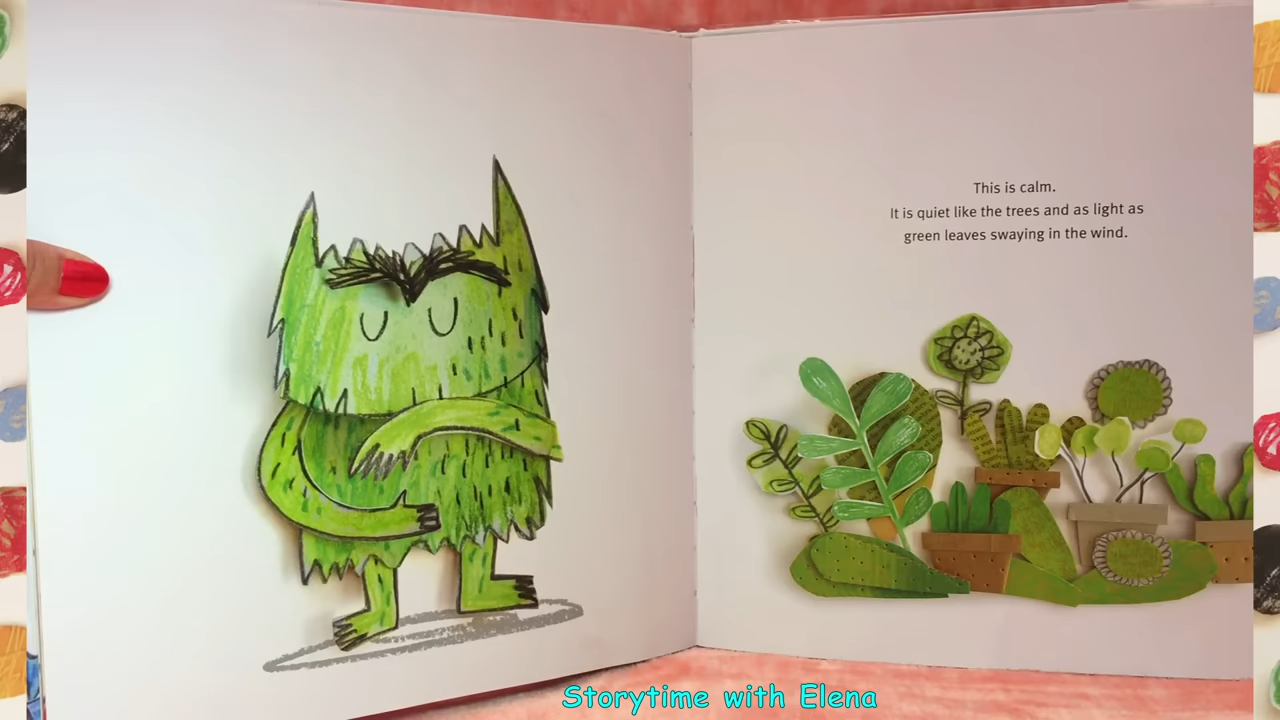 This is calm.
It is quiet like the trees and as light as
green leaves swaying in the wind.
Storytime with Elena